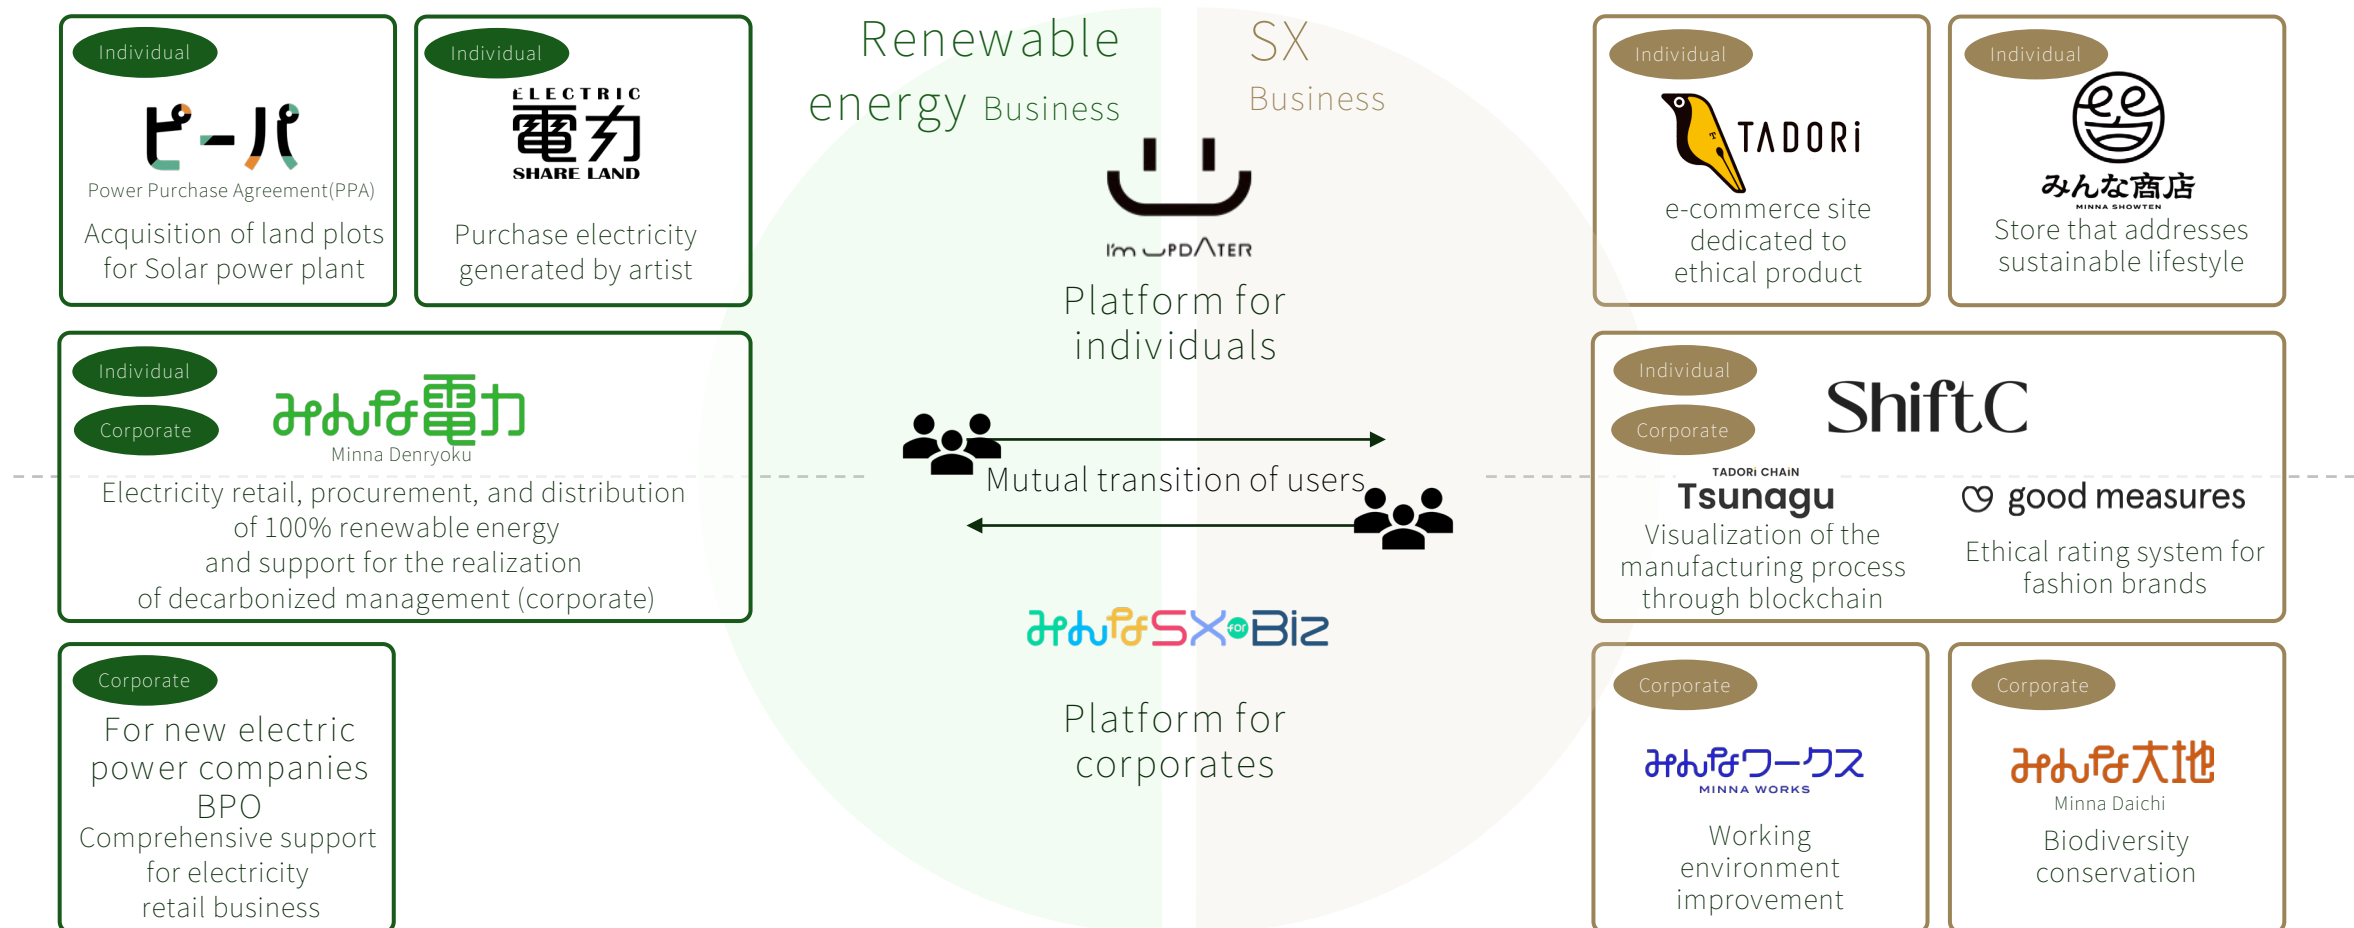 Renewable
energy Business
SX
Business
Individual
ピーパ
Power Purchase Agreement(PPA)
Acquisition of land plots
for Solar power plant
Individual
ELECTRIC
電力
SHARE LAND
Purchase electricity
generated by artist
Individual
Corporate
みんな電力
Minna Denryoku
Electricity retail, procurement, and distribution
of 100% renewable energy
and support for the realization
of decarbonized management (corporate)
Corporate
For new electric
power companies
BPO
Comprehensive support
for electricity
retail business
I'm UPDATER
Platform for
individuals
Mutual transition of users
みんなSX for Biz
Platform for
corporates
Individual
T
TADORi
e-commerce site
dedicated to
ethical product
Individual
みんな商店
MINNA SHOWTEN
Store that addresses
sustainable lifestyle
Individual
Corporate
Shift C
TADORi CHAiN
Tsunagu
Visualization of the
manufacturing process
through blockchain
good measures
Ethical rating system for
fashion brands
Corporate
みんなワークス
MINNA WORKS
Working
environment
improvement
Corporate
みんな大地
Minna Daichi
Biodiversity
conservation